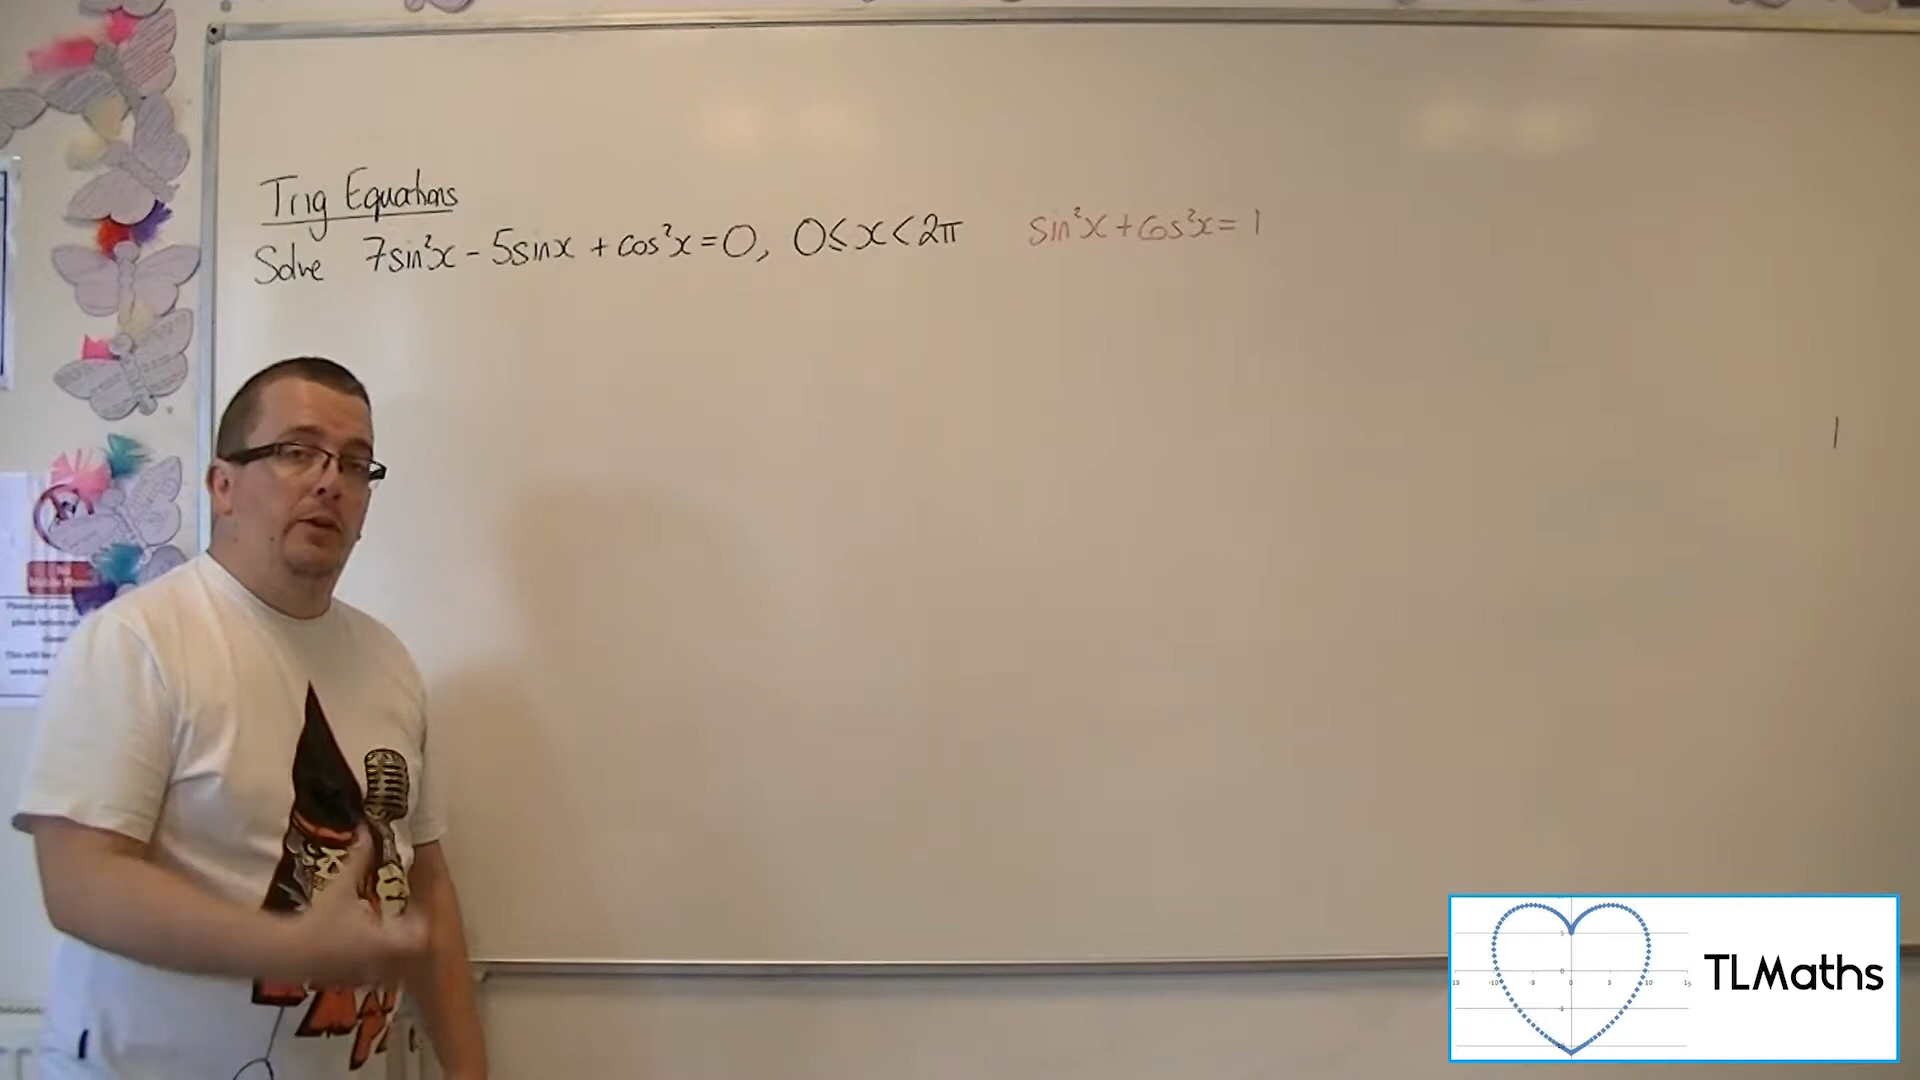 Trig Equations
Solve 7sin²x - 5sinx + cos²x = 0, 0 ≤ x < 2π
sin²x + cos²x = 1
TLMaths